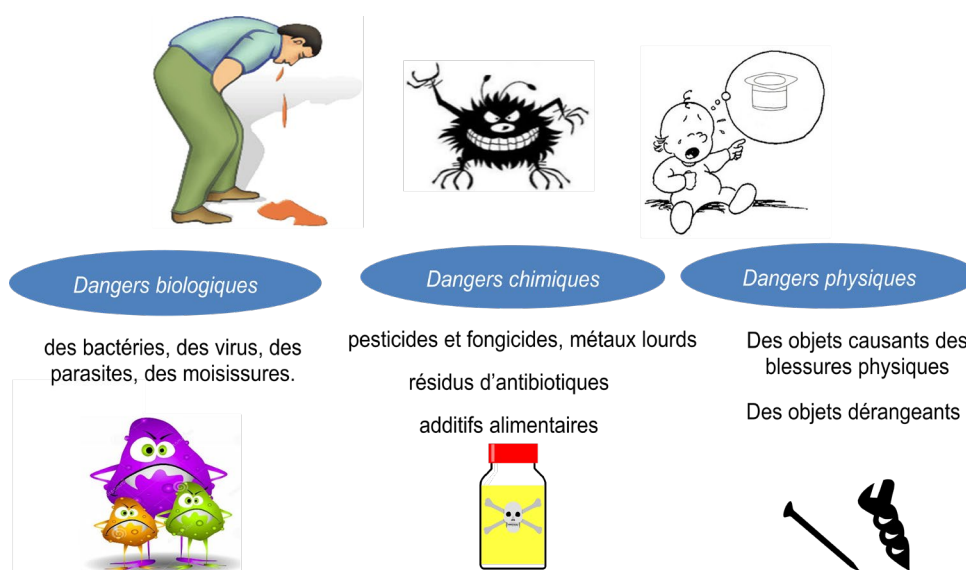 Dangers biologiques
des bactéries, des virus, des
parasites, des moisissures.
Dangers chimiques
pesticides et fongicides, métaux lourds
résidus d’antibiotiques
additifs alimentaires
Dangers physiques
Des objets causants des
blessures physiques
Des objets dérangeants